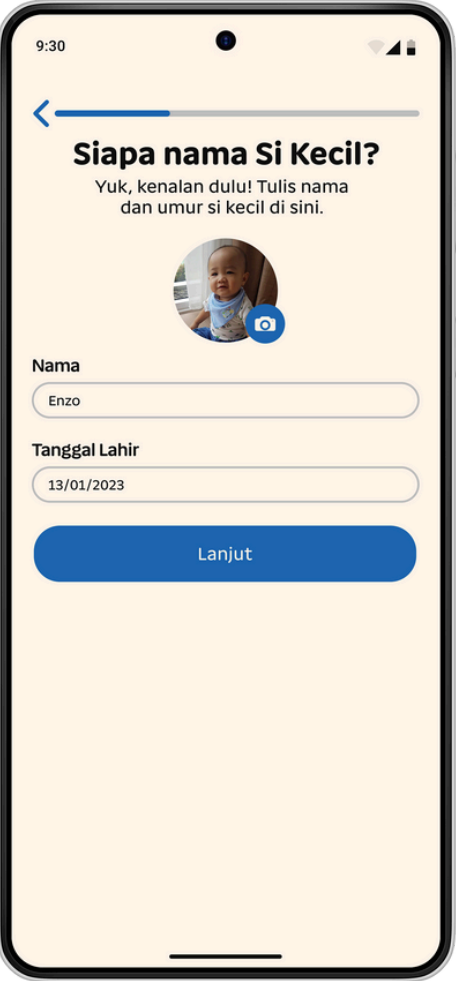 9:30
Siapa nama Si Kecil?
Yuk, kenalan dulu! Tulis nama
dan umur si kecil di sini.
Nama
Enzo
Tanggal Lahir
13/01/2023
Lanjut